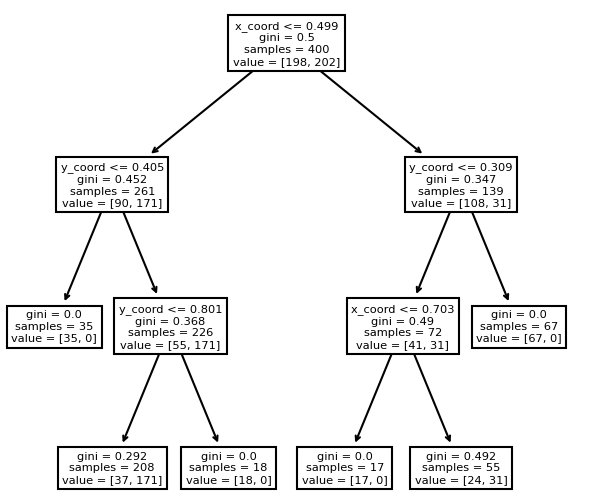 x_coord <= 0.499
gini = 0.5
samples = 400
value = [198, 202]
y_coord <= 0.405
gini = 0.452
samples = 261
value = [90, 171]
y_coord <= 0.309
gini = 0.347
samples = 139
value = [108, 31]
gini = 0.0
samples = 35
value = [35, 0]
y_coord <= 0.801
gini = 0.368
samples = 226
value = [55, 171]
x_coord <= 0.703
gini = 0.49
samples = 72
value = [41, 31]
gini = 0.0
samples = 67
value = [67, 0]
gini = 0.292
samples = 208
value = [37, 171]
gini = 0.0
samples = 18
value = [18, 0]
gini = 0.0
samples = 17
value = [17, 0]
gini = 0.492
samples = 55
value = [24, 31]